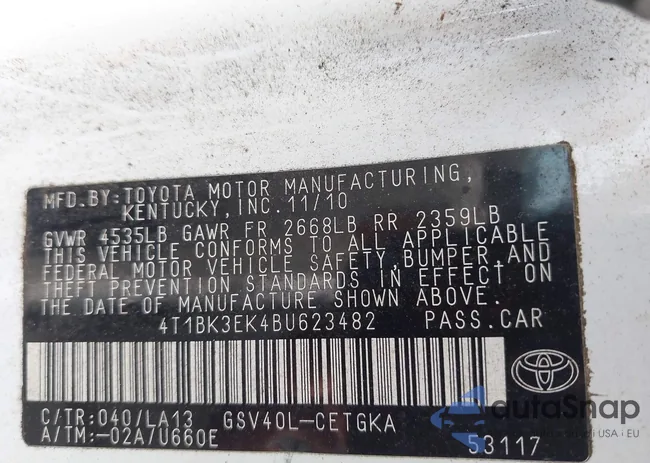 MFD.BY:TOYOTA MOTOR MANUFACTURING,
KENTUCKY,INC.11/10
GVWR 4535LB GAWR FR 2668LB RR 2359LB
THIS VEHICLE CONFORMS TO ALL APPLICABLE
FEDERAL MOTOR VEHICLE SAFETY,BUMPER,AND
THEFT PREVENTION STANDARDS IN EFFECT ON
THE DATE OF MANUFACTURE SHOWN ABOVE.
4T1BK3EK4BU623482 PASS.CAR
C/TR:040/LA13 GSV40L-CETGKA
A/TM:-02A/U660E 53117
autoSnap
USA i EU